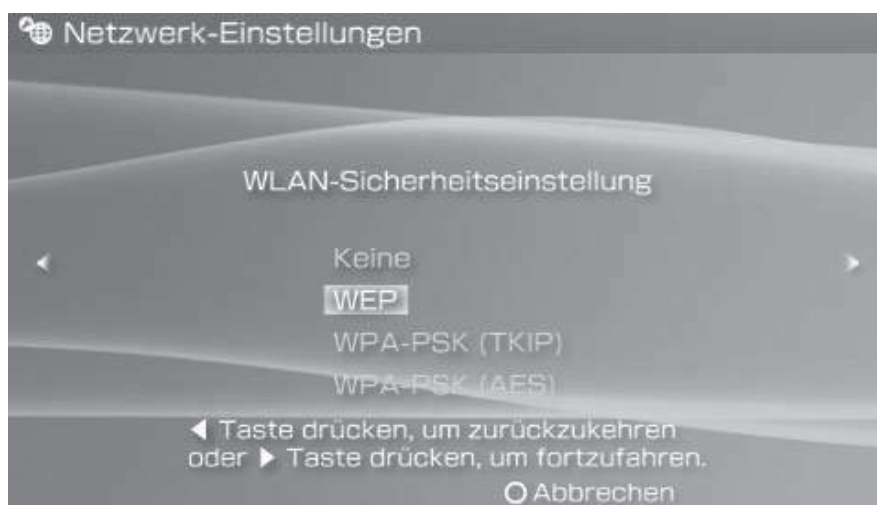 Netzwerk-Einstellungen
WLAN-Sicherheitseinstellung
Keine
WEP
WPA-PSK (TKIP)
WPA-PSK (AES)
◀ Taste drücken, um zurückzukehren
oder ▶ Taste drücken, um fortzufahren.
Abbrechen